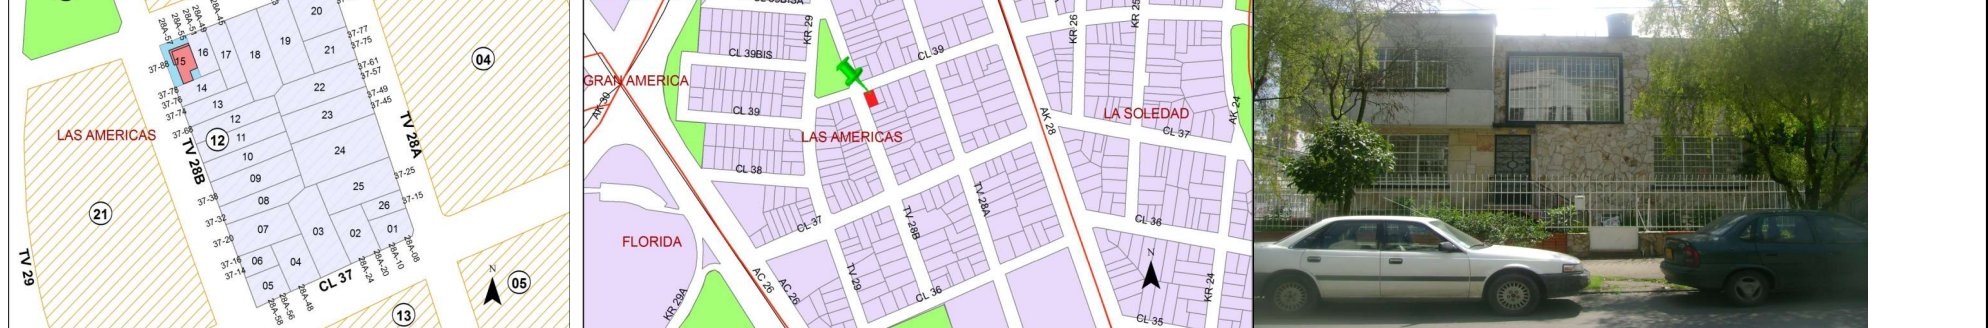 28A-57
28A-55
28A-49
28A-45
20
19
18
17
16
15
14
13
12
11
10
09
08
07
06
05
04
03
02
01
26
25
24
23
22
21
37-77
37-75
37-61
37-57
37-49
37-45
37-25
37-15
37-88
37-76
37-74
37-36
37-32
37-20
37-16
37-14
28A-58
28A-56
28A-48
28A-24
28A-20
28A-10
28A-08
04
12
21
13
05
LAS AMERICAS
TV 28B
TV 28A
TV 29
CL 37
N
KR 29
CL 39BIS
CL 39
CL 39
CL 38
CL 37
CL 36
GRAN AMERICA
AK 30
LAS AMERICAS
FLORIDA
LA SOLEDAD
KR 26
KR 25
AK 28
AK 24
CL 37
CL 36
CL 35
KR 24
TV 28A
TV 28B
TV 29
AC 26
AC 26
KR 29A
N